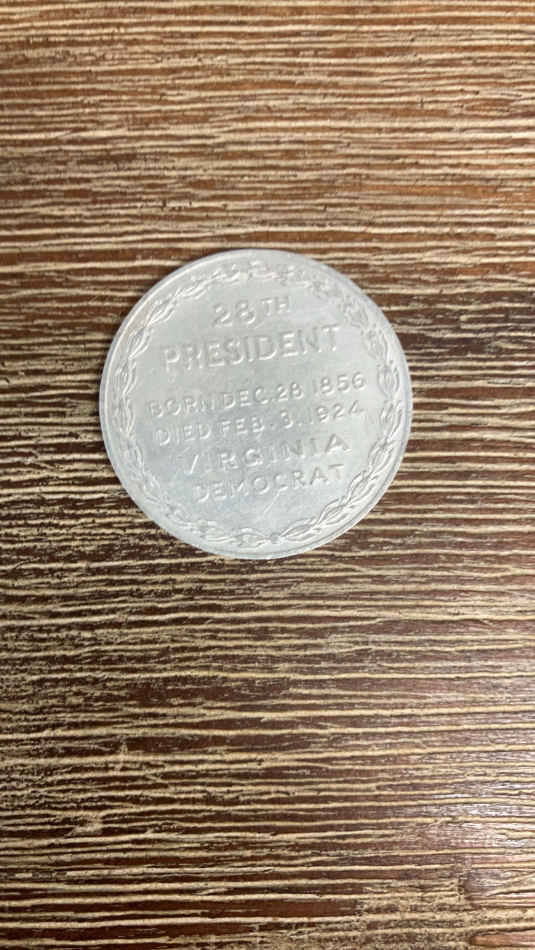 28TH
PRESIDENT
BORN DEC. 28 1856
DIED FEB. 3. 1924
VIRGINIA
DEMOCRAT